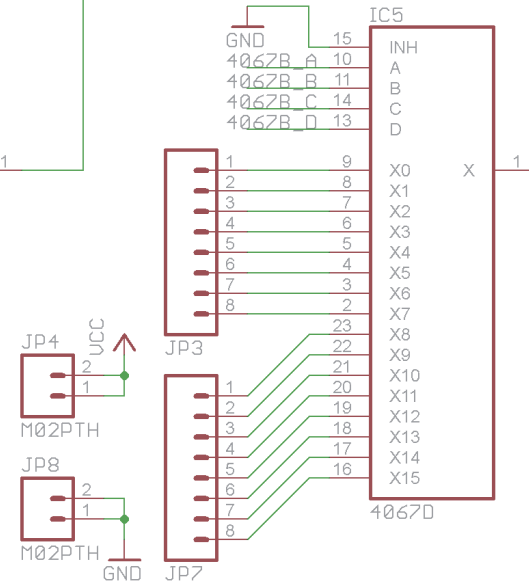 IC5
GND
15 INH
4067B_A 10 A
4067B_B 11 B
4067B_C 14 C
4067B_D 13 D
1
1 9 X0 X 1
2 8 X1
3 7 X2
4 6 X3
5 5 X4
6 4 X5
7 3 X6
8 2 X7
23 X8
JP4 VCC JP3 22 X9
2 21 X10
1 1 20 X11
2 19 X12
M02PTH 3 18 X13
4 17 X14
JP8 5 16 X15
2 6
1 7 4067D
8
M02PTH
GND JP7